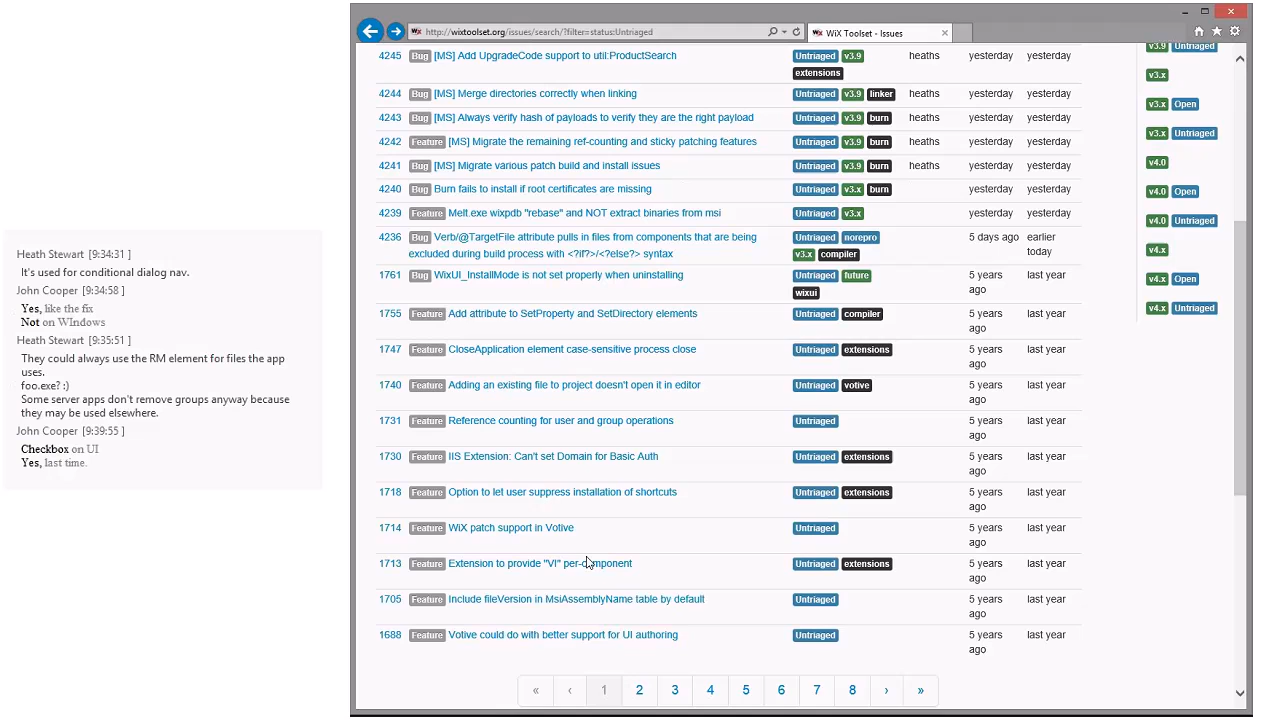 Heath Stewart [9:34:31 ]
It's used for conditional dialog nav.
John Cooper [9:34:58 ]
Yes, like the fix
Not on WIndows
Heath Stewart [9:35:51 ]
They could always use the RM element for files the app
uses.
foo.exe? :)
Some server apps don't remove groups anyway because
they may be used elsewhere.
John Cooper [9:39:55 ]
Checkbox on UI
Yes, last time.
http://wixtoolset.org/issues/search/?filter=status:Untriaged
WiX Toolset - Issues
4245 Bug [MS] Add UpgradeCode support to util:ProductSearch Untriaged v3.9 heaths yesterday yesterday
extensions
4244 Bug [MS] Merge directories correctly when linking Untriaged v3.9 linker heaths yesterday yesterday
4243 Bug [MS] Always verify hash of payloads to verify they are the right payload Untriaged v3.9 burn heaths yesterday yesterday
4242 Feature [MS] Migrate the remaining ref-counting and sticky patching features Untriaged v3.9 burn heaths yesterday yesterday
4241 Bug [MS] Migrate various patch build and install issues Untriaged v3.9 burn heaths yesterday yesterday
4240 Bug Burn fails to install if root certificates are missing Untriaged v3.x burn yesterday yesterday
4239 Feature Melt.exe wixpdb "rebase" and NOT extract binaries from msi Untriaged v3.x yesterday yesterday
4236 Bug Verb/@TargetFile attribute pulls in files from components that are being Untriaged norepro 5 days ago earlier
excluded during build process with <?if?>/<?else?> syntax v3.x compiler today
1761 Bug WixUI_InstallMode is not set properly when uninstalling Untriaged future 5 years last year
wixui ago
1755 Feature Add attribute to SetProperty and SetDirectory elements Untriaged compiler 5 years last year
ago
1747 Feature CloseApplication element case-sensitive process close Untriaged extensions 5 years last year
ago
1740 Feature Adding an existing file to project doesn't open it in editor Untriaged votive 5 years last year
ago
1731 Feature Reference counting for user and group operations Untriaged 5 years last year
ago
1730 Feature IIS Extension: Can't set Domain for Basic Auth Untriaged extensions 5 years last year
ago
1718 Feature Option to let user suppress installation of shortcuts Untriaged extensions 5 years last year
ago
1714 Feature WiX patch support in Votive Untriaged 5 years last year
ago
1713 Feature Extension to provide "VI" per-component Untriaged extensions 5 years last year
ago
1705 Feature Include fileVersion in MsiAssemblyName table by default Untriaged 5 years last year
ago
1688 Feature Votive could do with better support for UI authoring Untriaged 5 years last year
ago
« ‹ 1 2 3 4 5 6 7 8 › »
v3.9 Untriaged
v3.x
v3.x Open
v3.x Untriaged
v4.0
v4.0 Open
v4.0 Untriaged
v4.x
v4.x Open
v4.x Untriaged